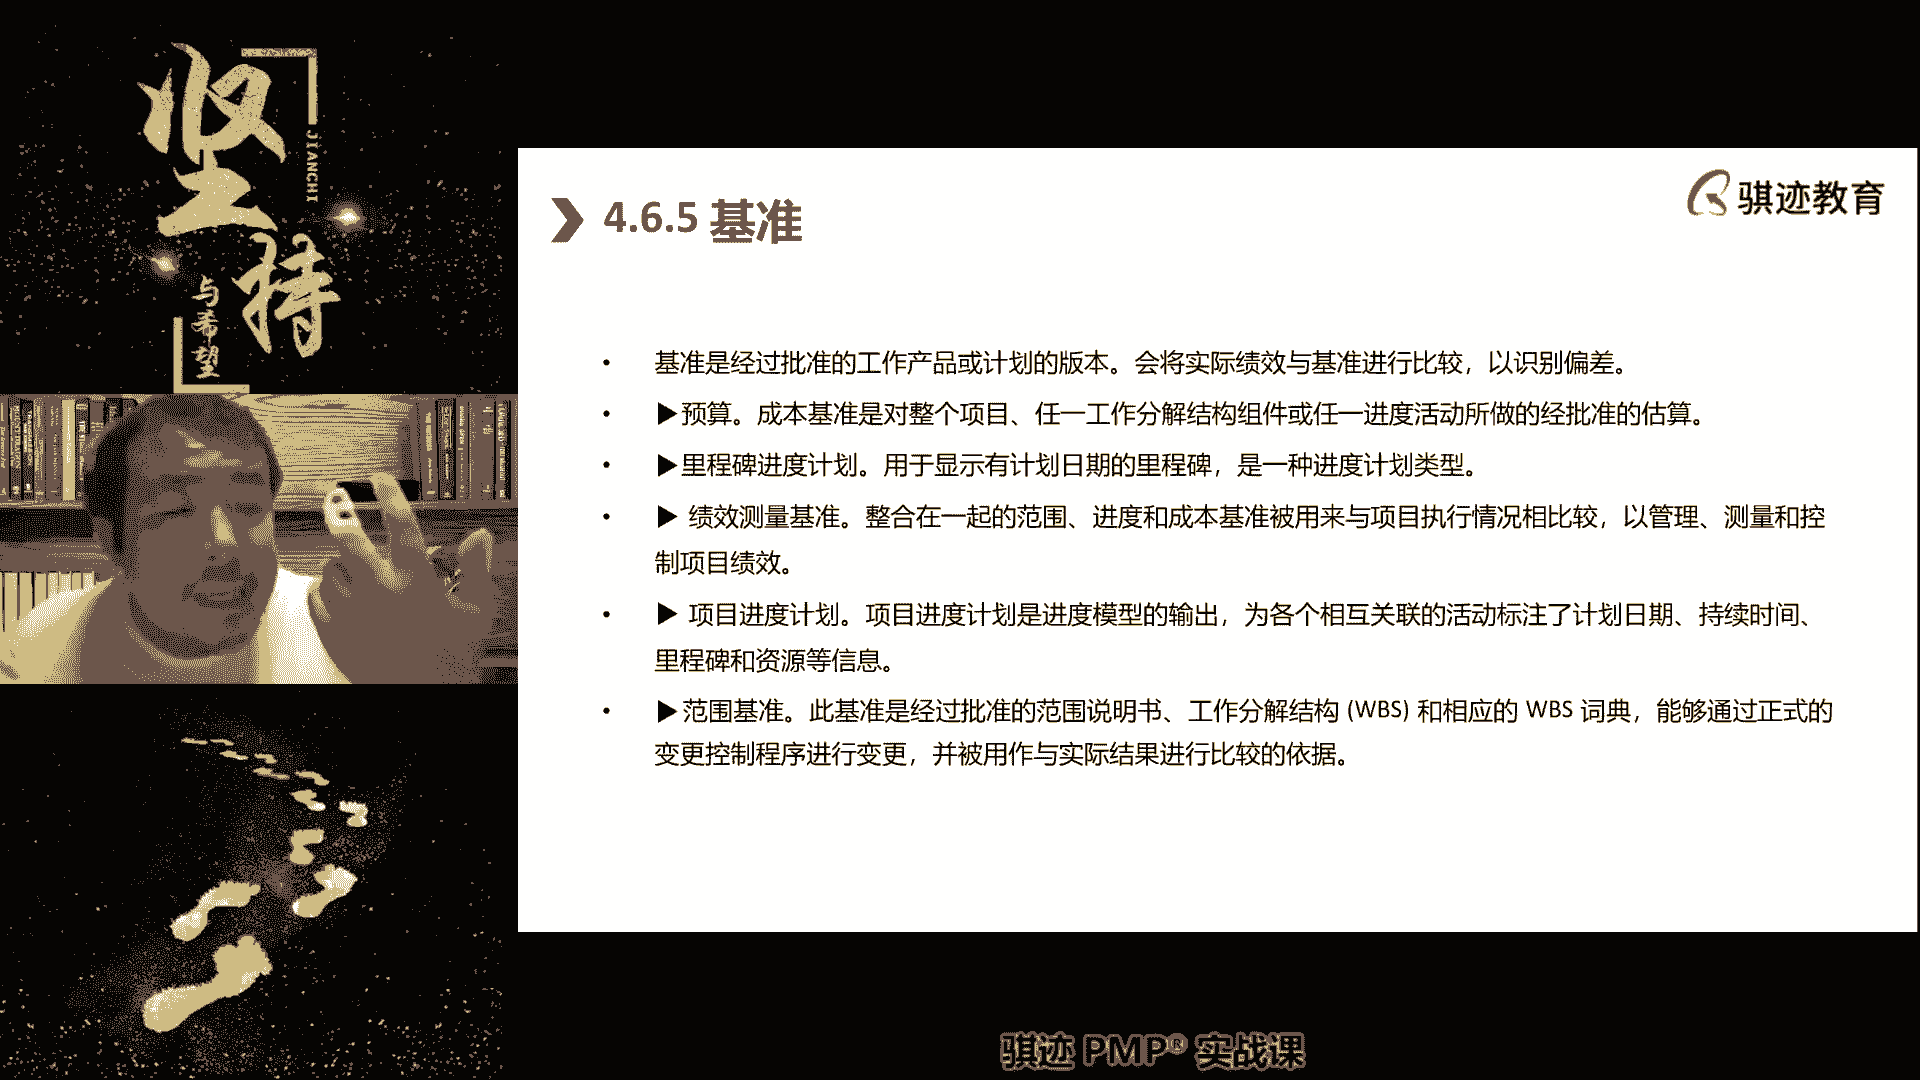 坚持
JIANCHI
与希望
骐迹教育
4.6.5 基准
• 基准是经过批准的工作产品或计划的版本。会将实际绩效与基准进行比较，以识别偏差。
• ▶预算。成本基准是对整个项目、任一工作分解结构组件或任一进度活动所做的经批准的估算。
• ▶里程碑进度计划。用于显示有计划日期的里程碑，是一种进度计划类型。
• ▶ 绩效测量基准。整合在一起的范围、进度和成本基准被用来与项目执行情况相比较，以管理、测量和控
制项目绩效。
• ▶ 项目进度计划。项目进度计划是进度模型的输出，为各个相互关联的活动标注了计划日期、持续时间、
里程碑和资源等信息。
• ▶范围基准。此基准是经过批准的范围说明书、工作分解结构 (WBS) 和相应的 WBS 词典，能够通过正式的
变更控制程序进行变更，并被用作与实际结果进行比较的依据。
骐迹 PMP® 实战课